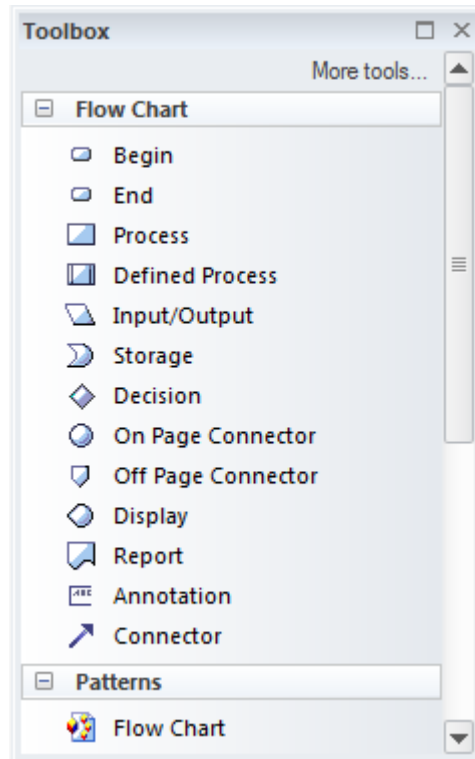 Toolbox
More tools...
Flow Chart
Begin
End
Process
Defined Process
Input/Output
Storage
Decision
On Page Connector
Off Page Connector
Display
Report
Annotation
Connector
Patterns
Flow Chart